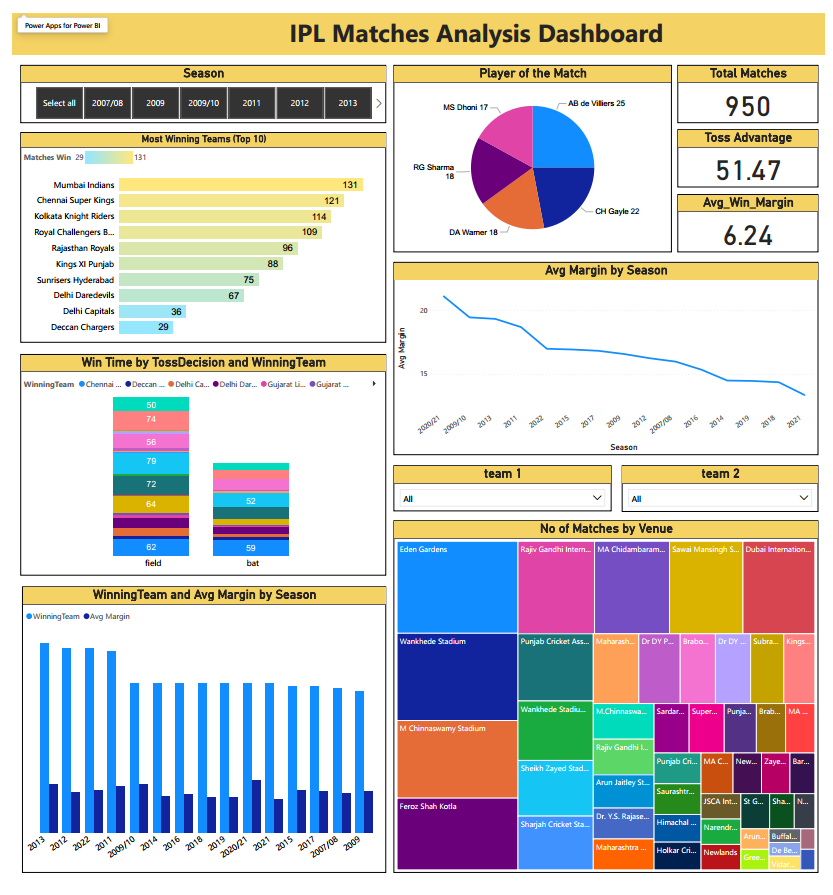 Power Apps for Power BI
IPL Matches Analysis Dashboard
Season
Select all
2007/08
2009
2009/10
2011
2012
2013
Most Winning Teams (Top 10)
Matches Win 29 131
Mumbai Indians 131
Chennai Super Kings 121
Kolkata Knight Riders 114
Royal Challengers B... 109
Rajasthan Royals 96
Kings XI Punjab 88
Sunrisers Hyderabad 75
Delhi Daredevils 67
Delhi Capitals 36
Deccan Chargers 29
Player of the Match
MS Dhoni 17
AB de Villiers 25
RG Sharma
18
CH Gayle 22
DA Warner 18
Total Matches
950
Toss Advantage
51.47
Avg_Win_Margin
6.24
Avg Margin by Season
Avg Margin
20
15
2020/21
2009/10
2013
2011
2022
2015
2017
2009
2012
2007/08
2016
2014
2019
2018
2021
Season
Win Time by TossDecision and WinningTeam
WinningTeam Chennai ... Deccan ... Delhi Ca... Delhi Dar... Gujarat Li... Gujarat ...
50
74
56
79
72
64
62
52
59
field
bat
team 1
All
team 2
All
WinningTeam and Avg Margin by Season
WinningTeam Avg Margin
2013
2012
2022
2011
2009/10
2014
2016
2018
2019
2020/21
2021
2015
2017
2007/08
2009
No of Matches by Venue
Eden Gardens
Rajiv Gandhi Intern...
MA Chidambaram...
Sawai Mansingh S...
Dubai Internation...
Wankhede Stadium
Punjab Cricket Ass...
Maharash...
Dr DY P...
Brabo...
Dr DY ...
Subra...
Kings...
M Chinnaswamy Stadium
Wankhede Stadiu...
M.Chinnaswa...
Sardar...
Super...
Punja...
Brab...
MA ...
Rajiv Gandhi I...
Sheikh Zayed Stad...
Punjab Cri...
MA C...
New...
Zaye...
Bar...
Arun Jaitley St...
Saurashtr...
JSCA Int...
St G...
Sha...
N...
Feroz Shah Kotla
Sharjah Cricket Sta...
Dr. Y.S. Rajase...
Himachal ...
Narendr...
Arun...
Buffal...
Maharashtra ...
Holkar Cri...
Newlands
Gree...
De Be...
Vidar...